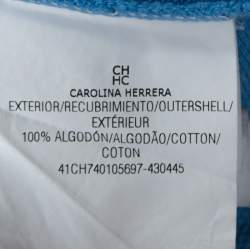 CH
HC
CAROLINA HERRERA
EXTERIOR/RECUBRIMIENTO/OUTERSHELL/
EXTÉRIEUR
100% ALGODÓN/ALGODÃO/COTTON/
COTON
41CH740105697-430445